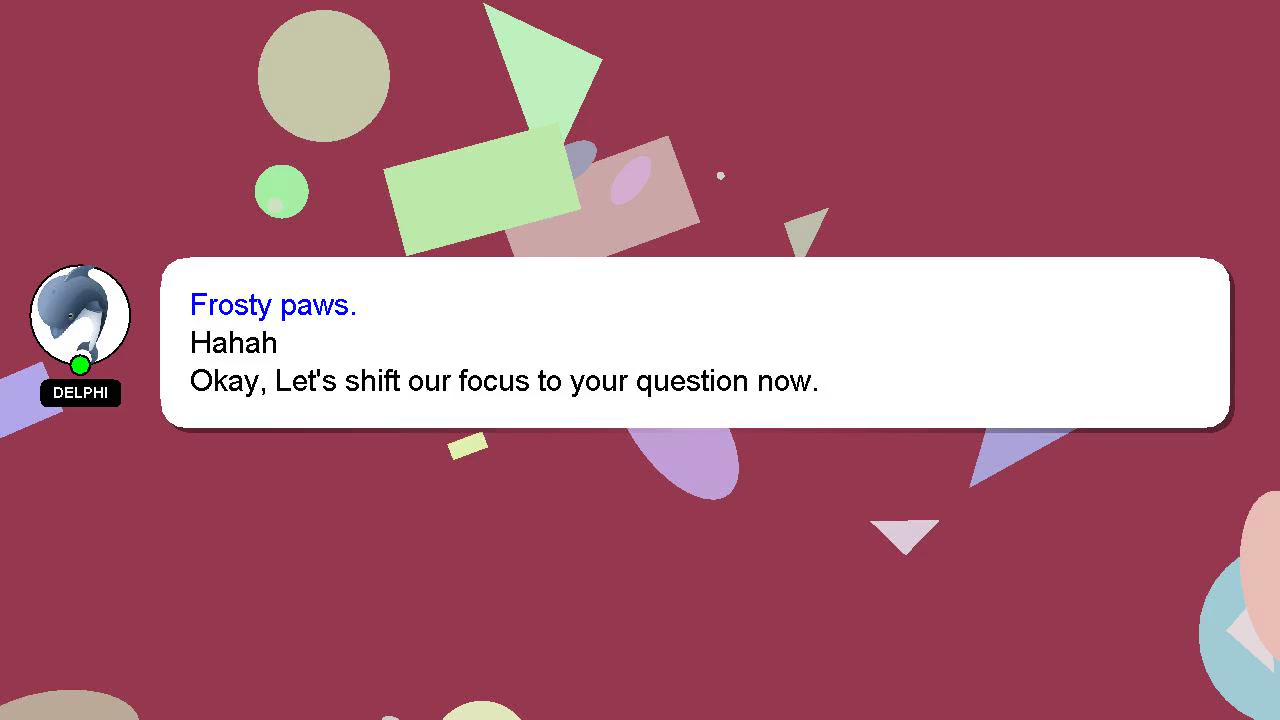 Frosty paws.
Hahah
Okay, Let's shift our focus to your question now.
DELPHI